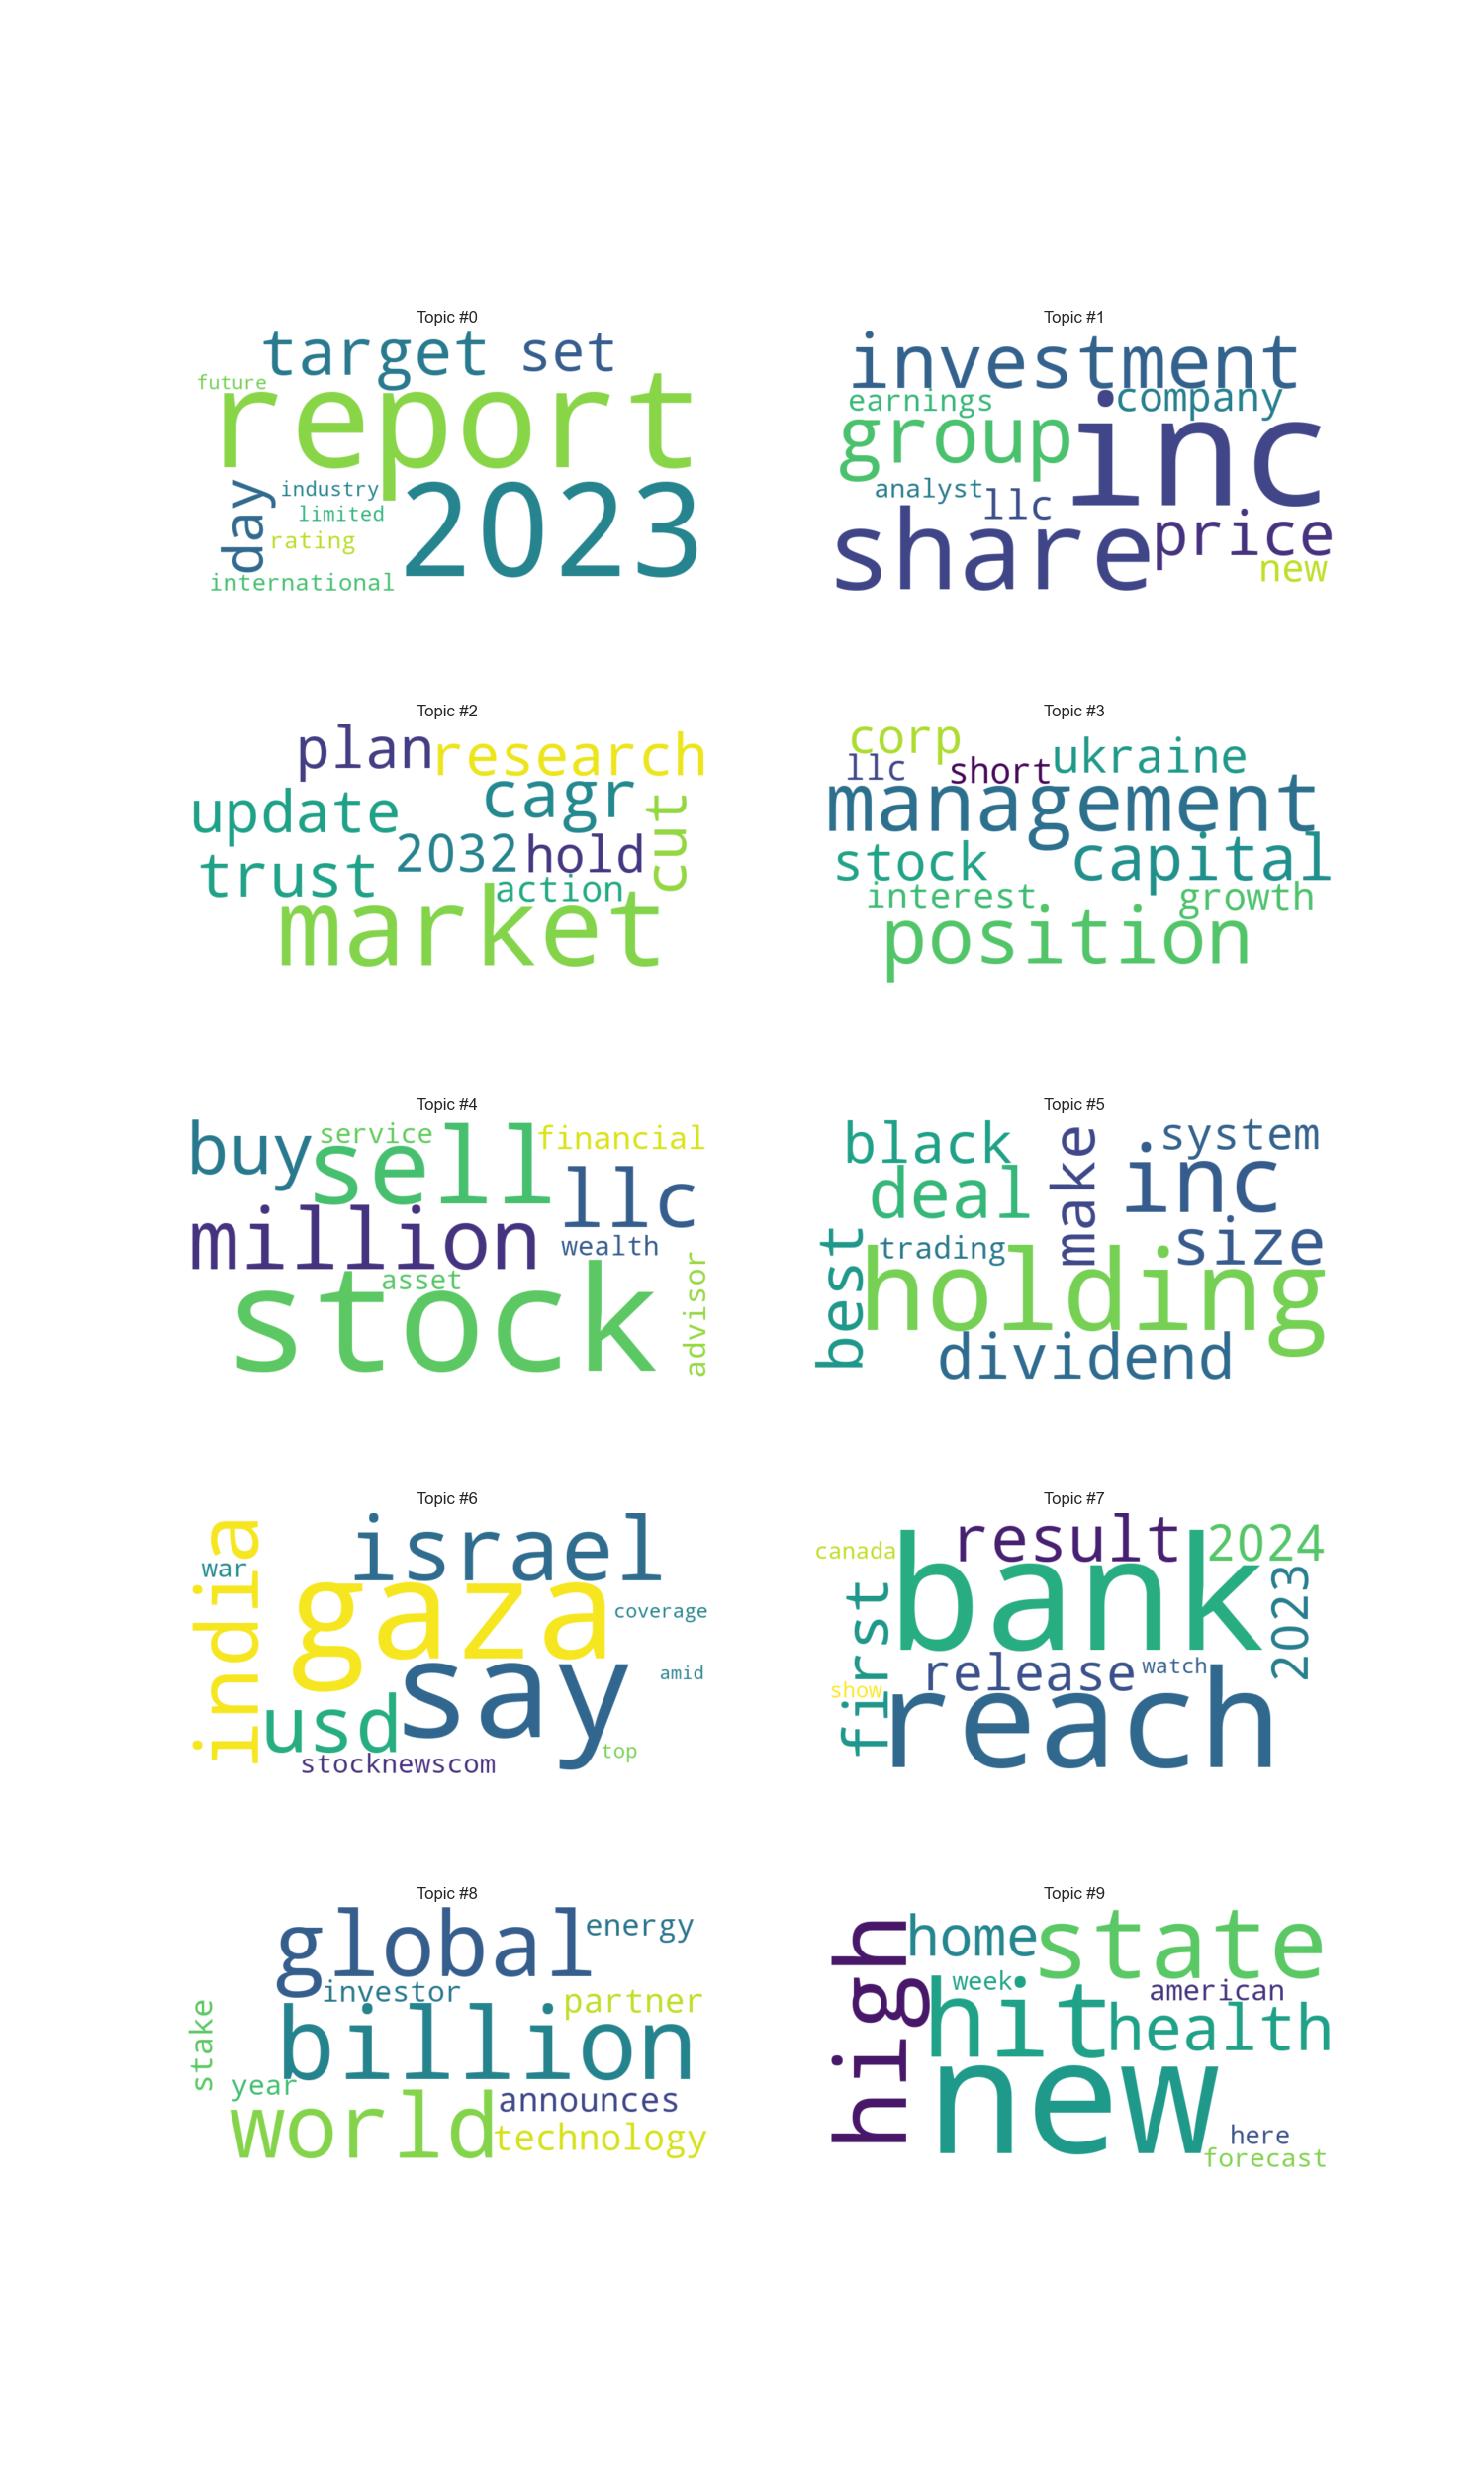 Topic #0
target set
future
report
day
industry
limited
rating
international
2023
Topic #1
investment
earnings company
group inc
analyst llc
share price
new
Topic #2
plan research
update cagr cut
2032 hold
trust action
market
Topic #3
corp
llc short ukraine
management
stock capital
interest growth
position
Topic #4
buy service sell financial
llc
million wealth
asset
stock advisor
Topic #5
black make system
deal inc
best trading size
holding
dividend
Topic #6
israel
war
india gaza coverage
say amid
usd
stocknewscom top
Topic #7
result 2024
canada
first bank 2023
release watch
show
reach
Topic #8
global energy
investor partner
stake billion
year
world announces
technology
Topic #9
high home state
week american
hit health
new
here
forecast